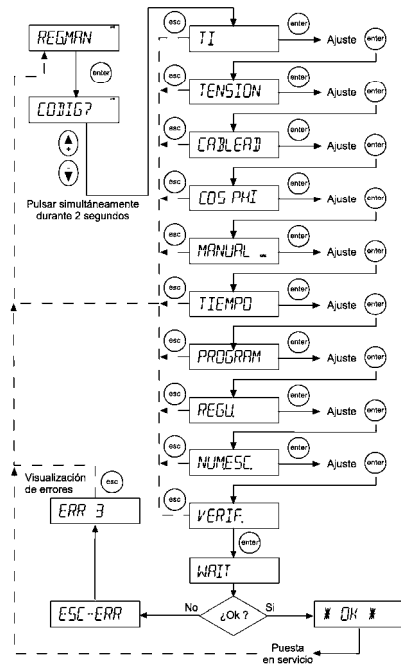 REGMAN
enter
CODIG?
+
−
Pulsar simultáneamente
durante 2 segundos
esc
TI
enter
Ajuste
enter
esc
TENSION
enter
Ajuste
enter
esc
CABLEAD
enter
Ajuste
enter
esc
COS PHI
enter
Ajuste
enter
esc
MANUAL
enter
Ajuste
enter
esc
TIEMPO
enter
Ajuste
enter
esc
PROGRAM
enter
Ajuste
enter
esc
REGU.
enter
Ajuste
enter
esc
NUMESC.
enter
Ajuste
enter
esc
VERIF.
enter
WAIT
¿Ok ?
No
Si
ESC--ERR
ERR 3
esc
Visualización
de errores
* OK *
Puesta
en servicio